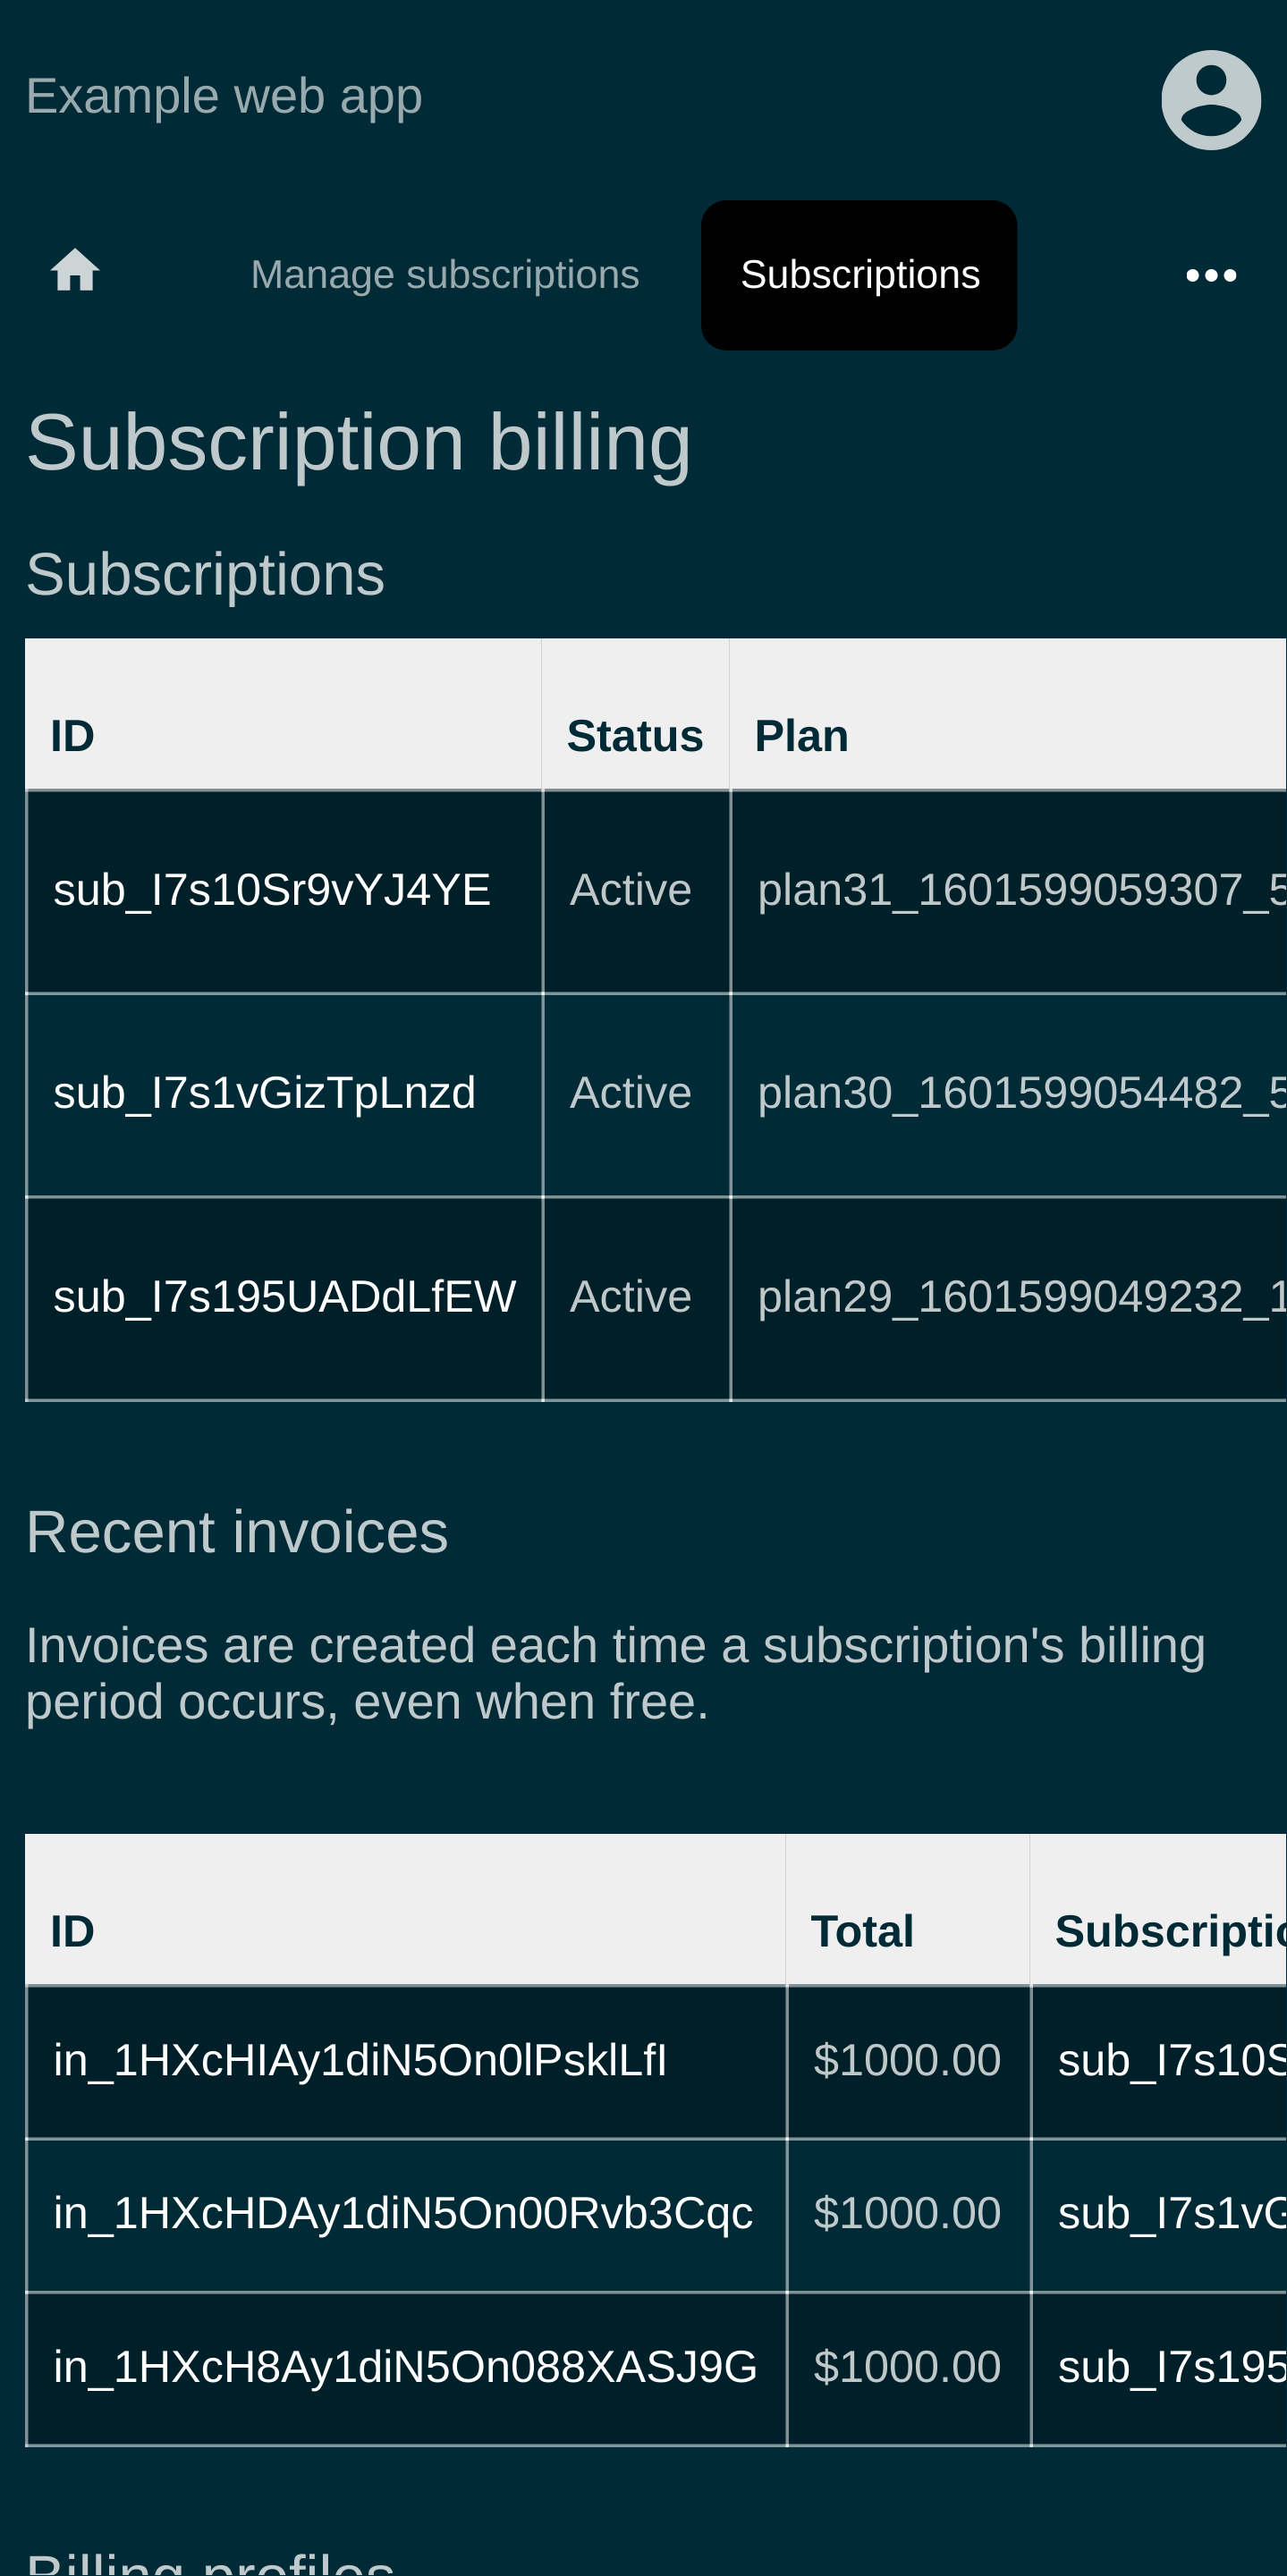 Example web app
Manage subscriptions Subscriptions
Subscription billing
Subscriptions
ID Status Plan
sub_I7s10Sr9vYJ4YE Active plan31_1601599059307_5
sub_I7s1vGizTpLnzd Active plan30_1601599054482_5
sub_I7s195UADdLfEW Active plan29_1601599049232_1
Recent invoices
Invoices are created each time a subscription's billing
period occurs, even when free.
ID Total Subscriptio
in_1HXcHIAy1diN5On0lPsklLfI $1000.00 sub_I7s10S
in_1HXcHDAy1diN5On00Rvb3Cqc $1000.00 sub_I7s1vG
in_1HXcH8Ay1diN5On088XASJ9G $1000.00 sub_I7s195
Billing profiles